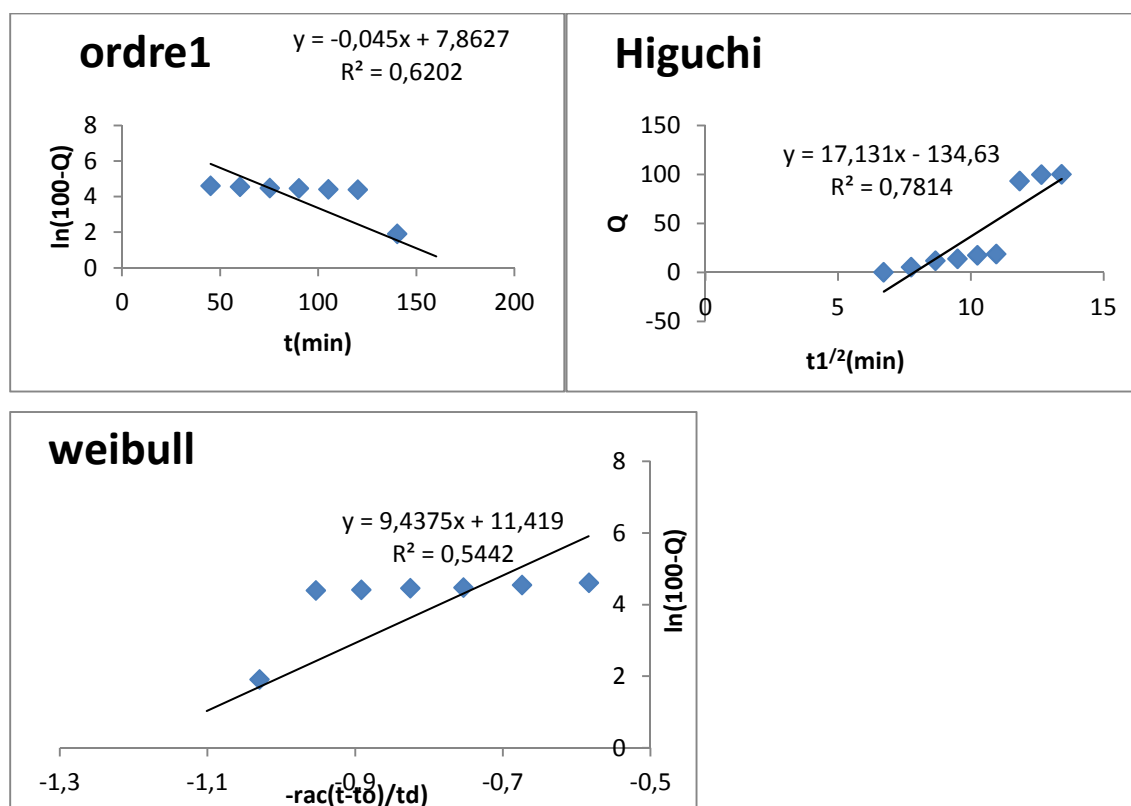 ordre1
y = -0,045x + 7,8627
R² = 0,6202
8
6
4
2
0
0 50 100 150 200
ln(100-Q)
t(min)
Higuchi
y = 17,131x - 134,63
R² = 0,7814
150
100
50
0
-50
0 5 10 15
Q
t1/2(min)
weibull
y = 9,4375x + 11,419
R² = 0,5442
8
6
4
2
0
-1,3 -1,1 -0,9 -0,7 -0,5
ln(100-Q)
-rac(t-to)/td)